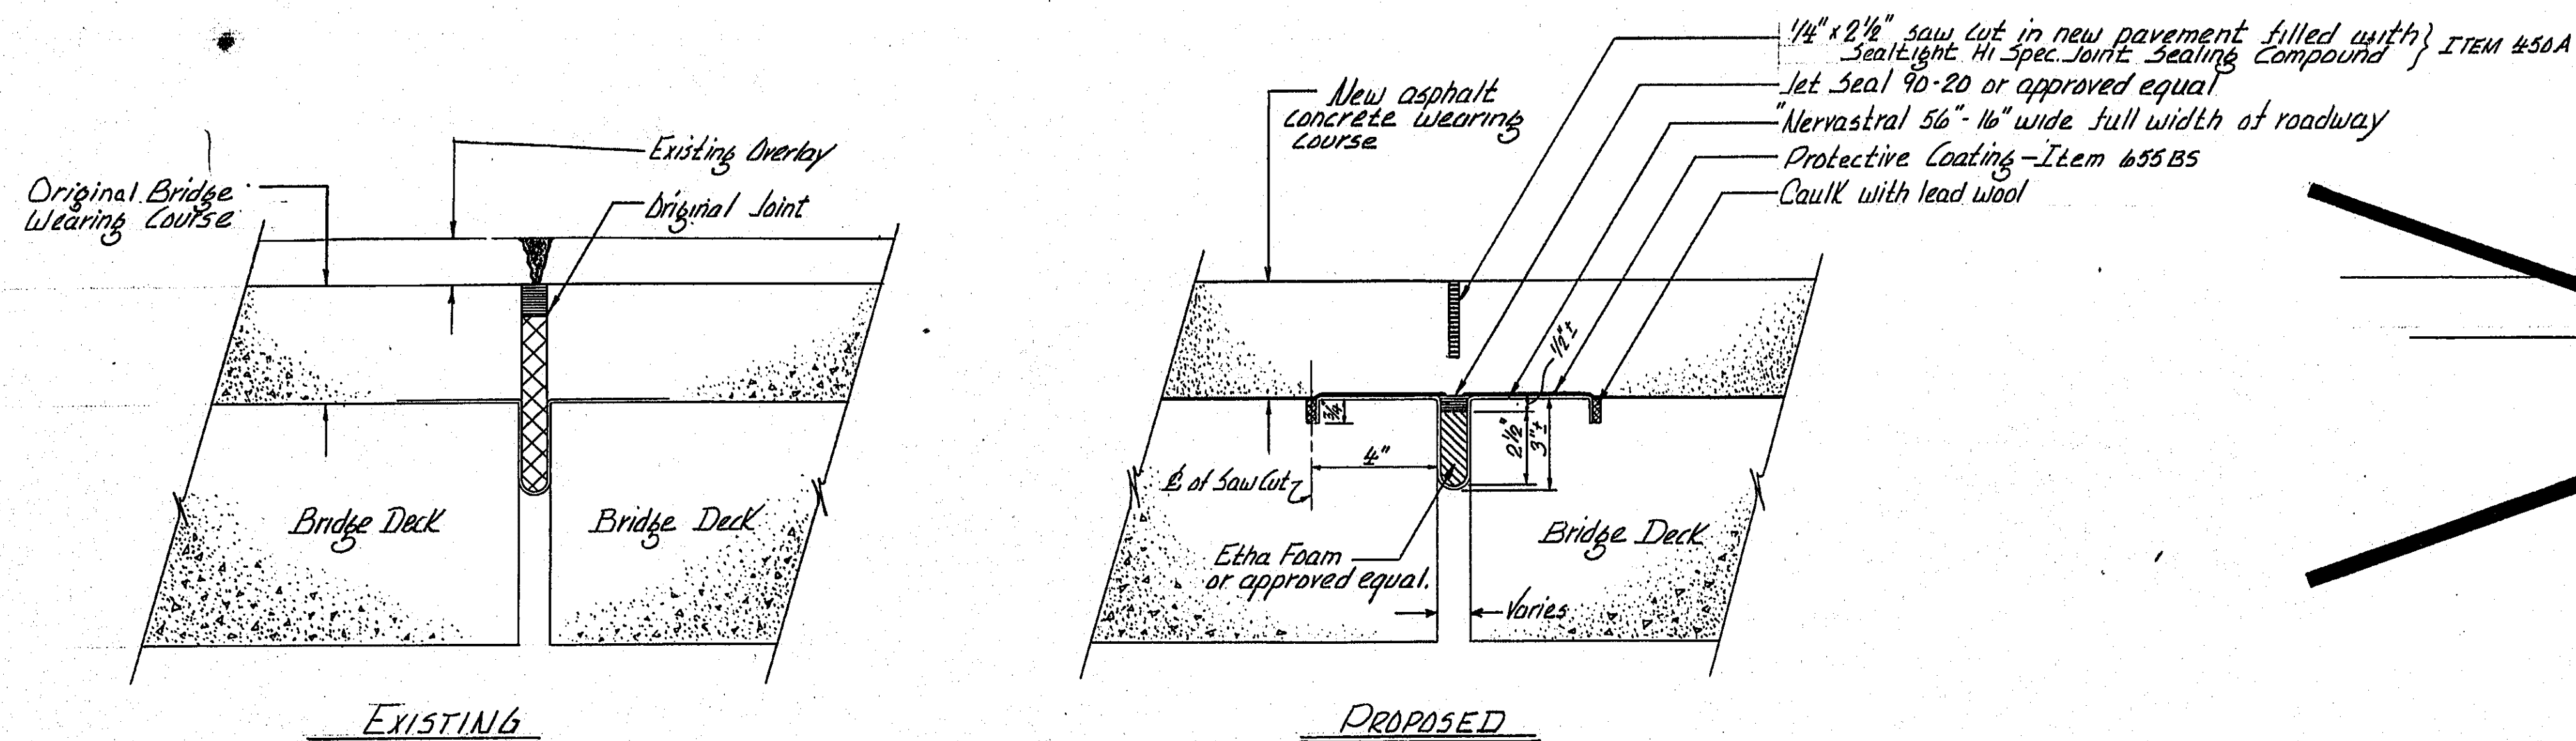 Existing Overlay
Original Joint
Original Bridge
Wearing Course
Bridge Deck
Bridge Deck
EXISTING
1/4" x 2 1/2" saw cut in new pavement filled with } ITEM 450A
Sealtight Hi Spec. Joint Sealing Compound
Jet Seal 90-20 or approved equal
"Nervastral 56" - 16" wide full width of roadway
Protective Coating - Item 655BS
Caulk with lead wool
New asphalt
concrete wearing
course
1/2"±
3/4"
2 1/2"
3"±
4"
℄ of Saw Cut
Etha Foam
or approved equal.
Bridge Deck
Varies
PROPOSED